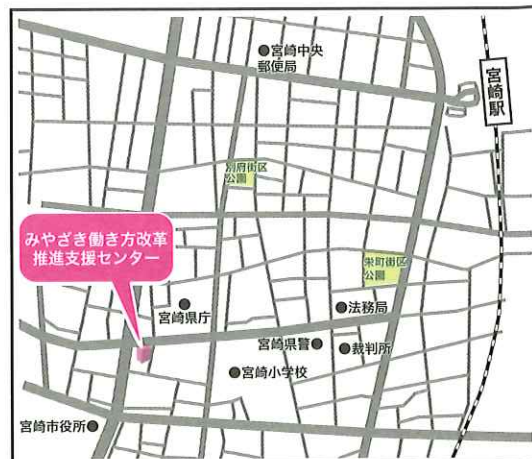 宮崎中央
郵便局
宮崎駅
別府街区
公園
みやざき働き方改革
推進支援センター
栄町街区
公園
宮崎県庁
法務局
宮崎県警
裁判所
宮崎小学校
宮崎市役所